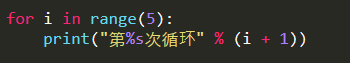 for i in range(5):
    print("第%s次循环" % (i + 1))